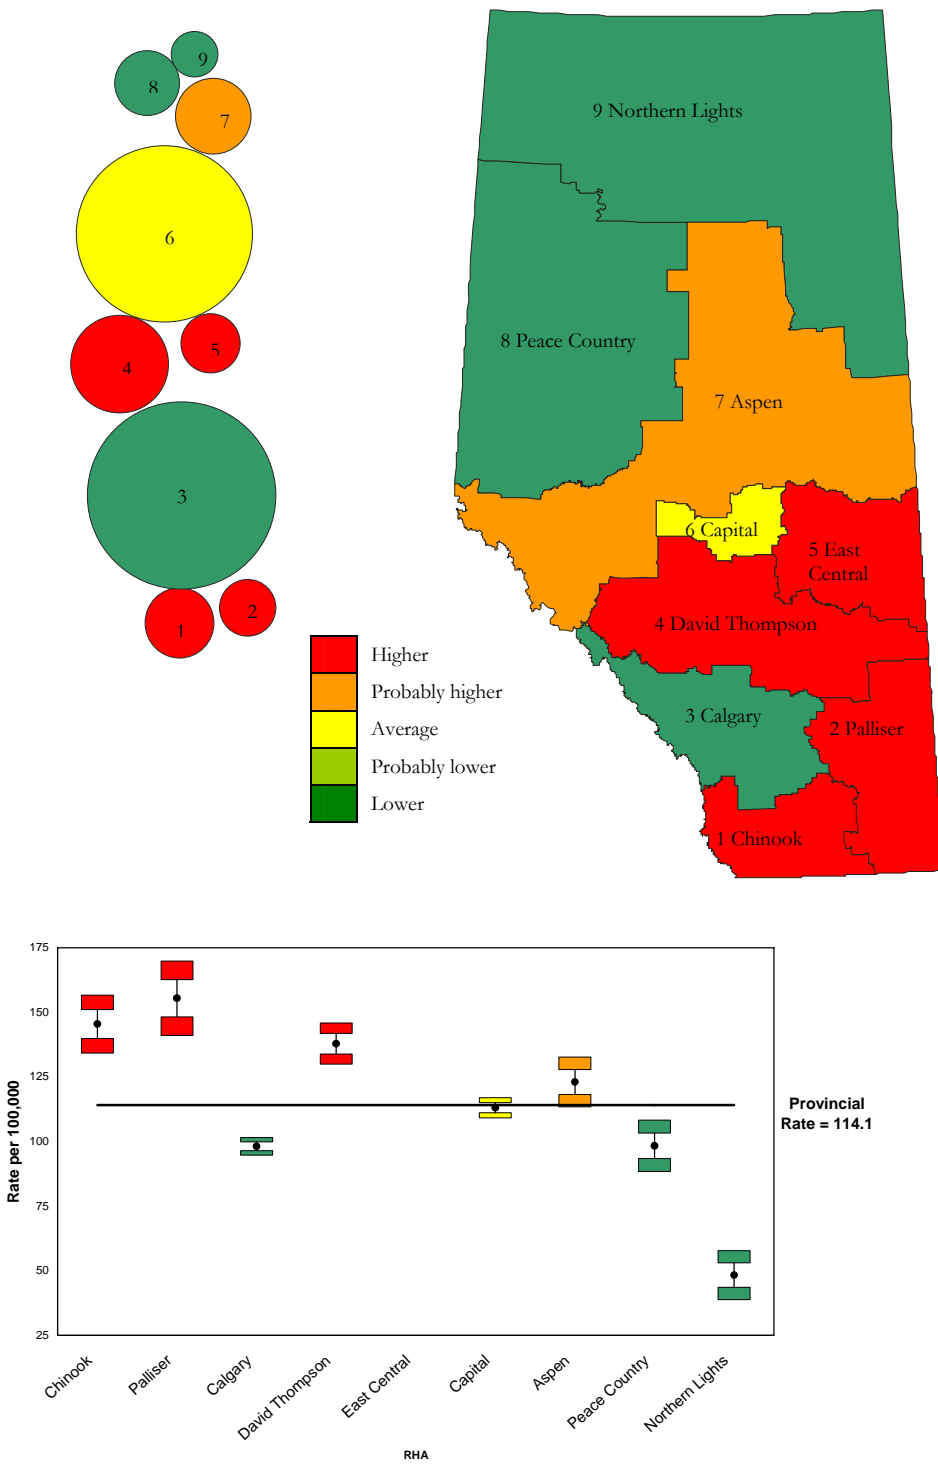 9
8
7
6
5
4
3
2
1
9 Northern Lights
8 Peace Country
7 Aspen
6 Capital
5 East
Central
4 David Thompson
3 Calgary
2 Palliser
1 Chinook
Higher
Probably higher
Average
Probably lower
Lower
175
150
125
100
75
50
25
Rate per 100,000
Provincial
Rate = 114.1
Chinook
Palliser
Calgary
David Thompson
East Central
Capital
Aspen
Peace Country
Northern Lights
RHA